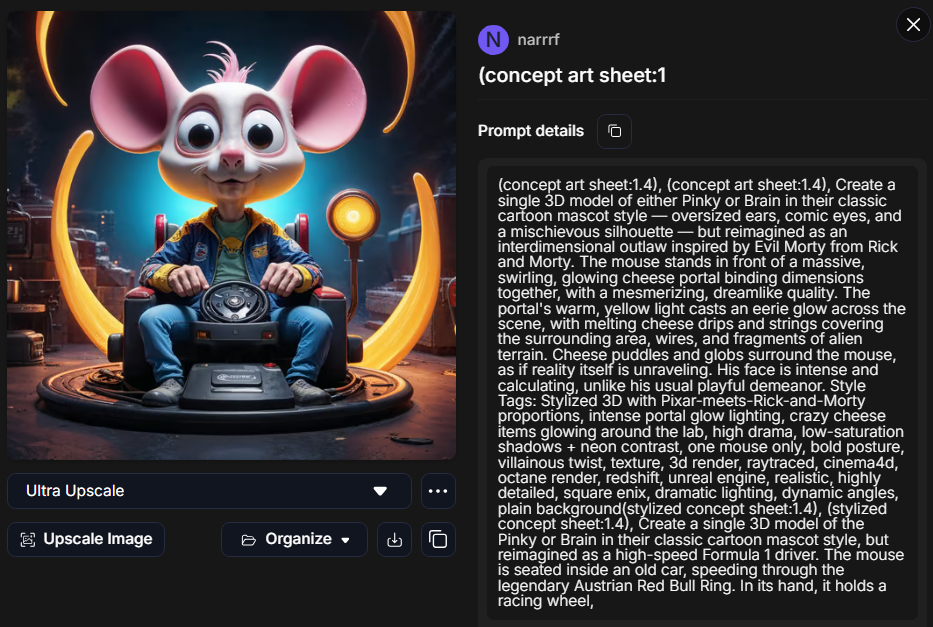 N narrrf
(concept art sheet:1
Prompt details
(concept art sheet:1.4), (concept art sheet:1.4), Create a
single 3D model of either Pinky or Brain in their classic
cartoon mascot style — oversized ears, comic eyes, and
a mischievous silhouette — but reimagined as an
interdimensional outlaw inspired by Evil Morty from Rick
and Morty. The mouse stands in front of a massive,
swirling, glowing cheese portal binding dimensions
together, with a mesmerizing, dreamlike quality. The
portal's warm, yellow light casts an eerie glow across the
scene, with melting cheese drips and strings covering
the surrounding area, wires, and fragments of alien
terrain. Cheese puddles and globs surround the mouse,
as if reality itself is unraveling. His face is intense and
calculating, unlike his usual playful demeanor. Style
Tags: Stylized 3D with Pixar-meets-Rick-and-Morty
proportions, intense portal glow lighting, crazy cheese
items glowing around the lab, high drama, low-saturation
shadows + neon contrast, one mouse only, bold posture,
villainous twist, texture, 3d render, raytraced, cinema4d,
octane render, redshift, unreal engine, realistic, highly
detailed, square enix, dramatic lighting, dynamic angles,
plain background(stylized concept sheet:1.4), (stylized
concept sheet:1.4), Create a single 3D model of the
Pinky or Brain in their classic cartoon mascot style, but
reimagined as a high-speed Formula 1 driver. The mouse
is seated inside an old car, speeding through the
legendary Austrian Red Bull Ring. In its hand, it holds a
racing wheel,
Ultra Upscale
Upscale Image
Organize